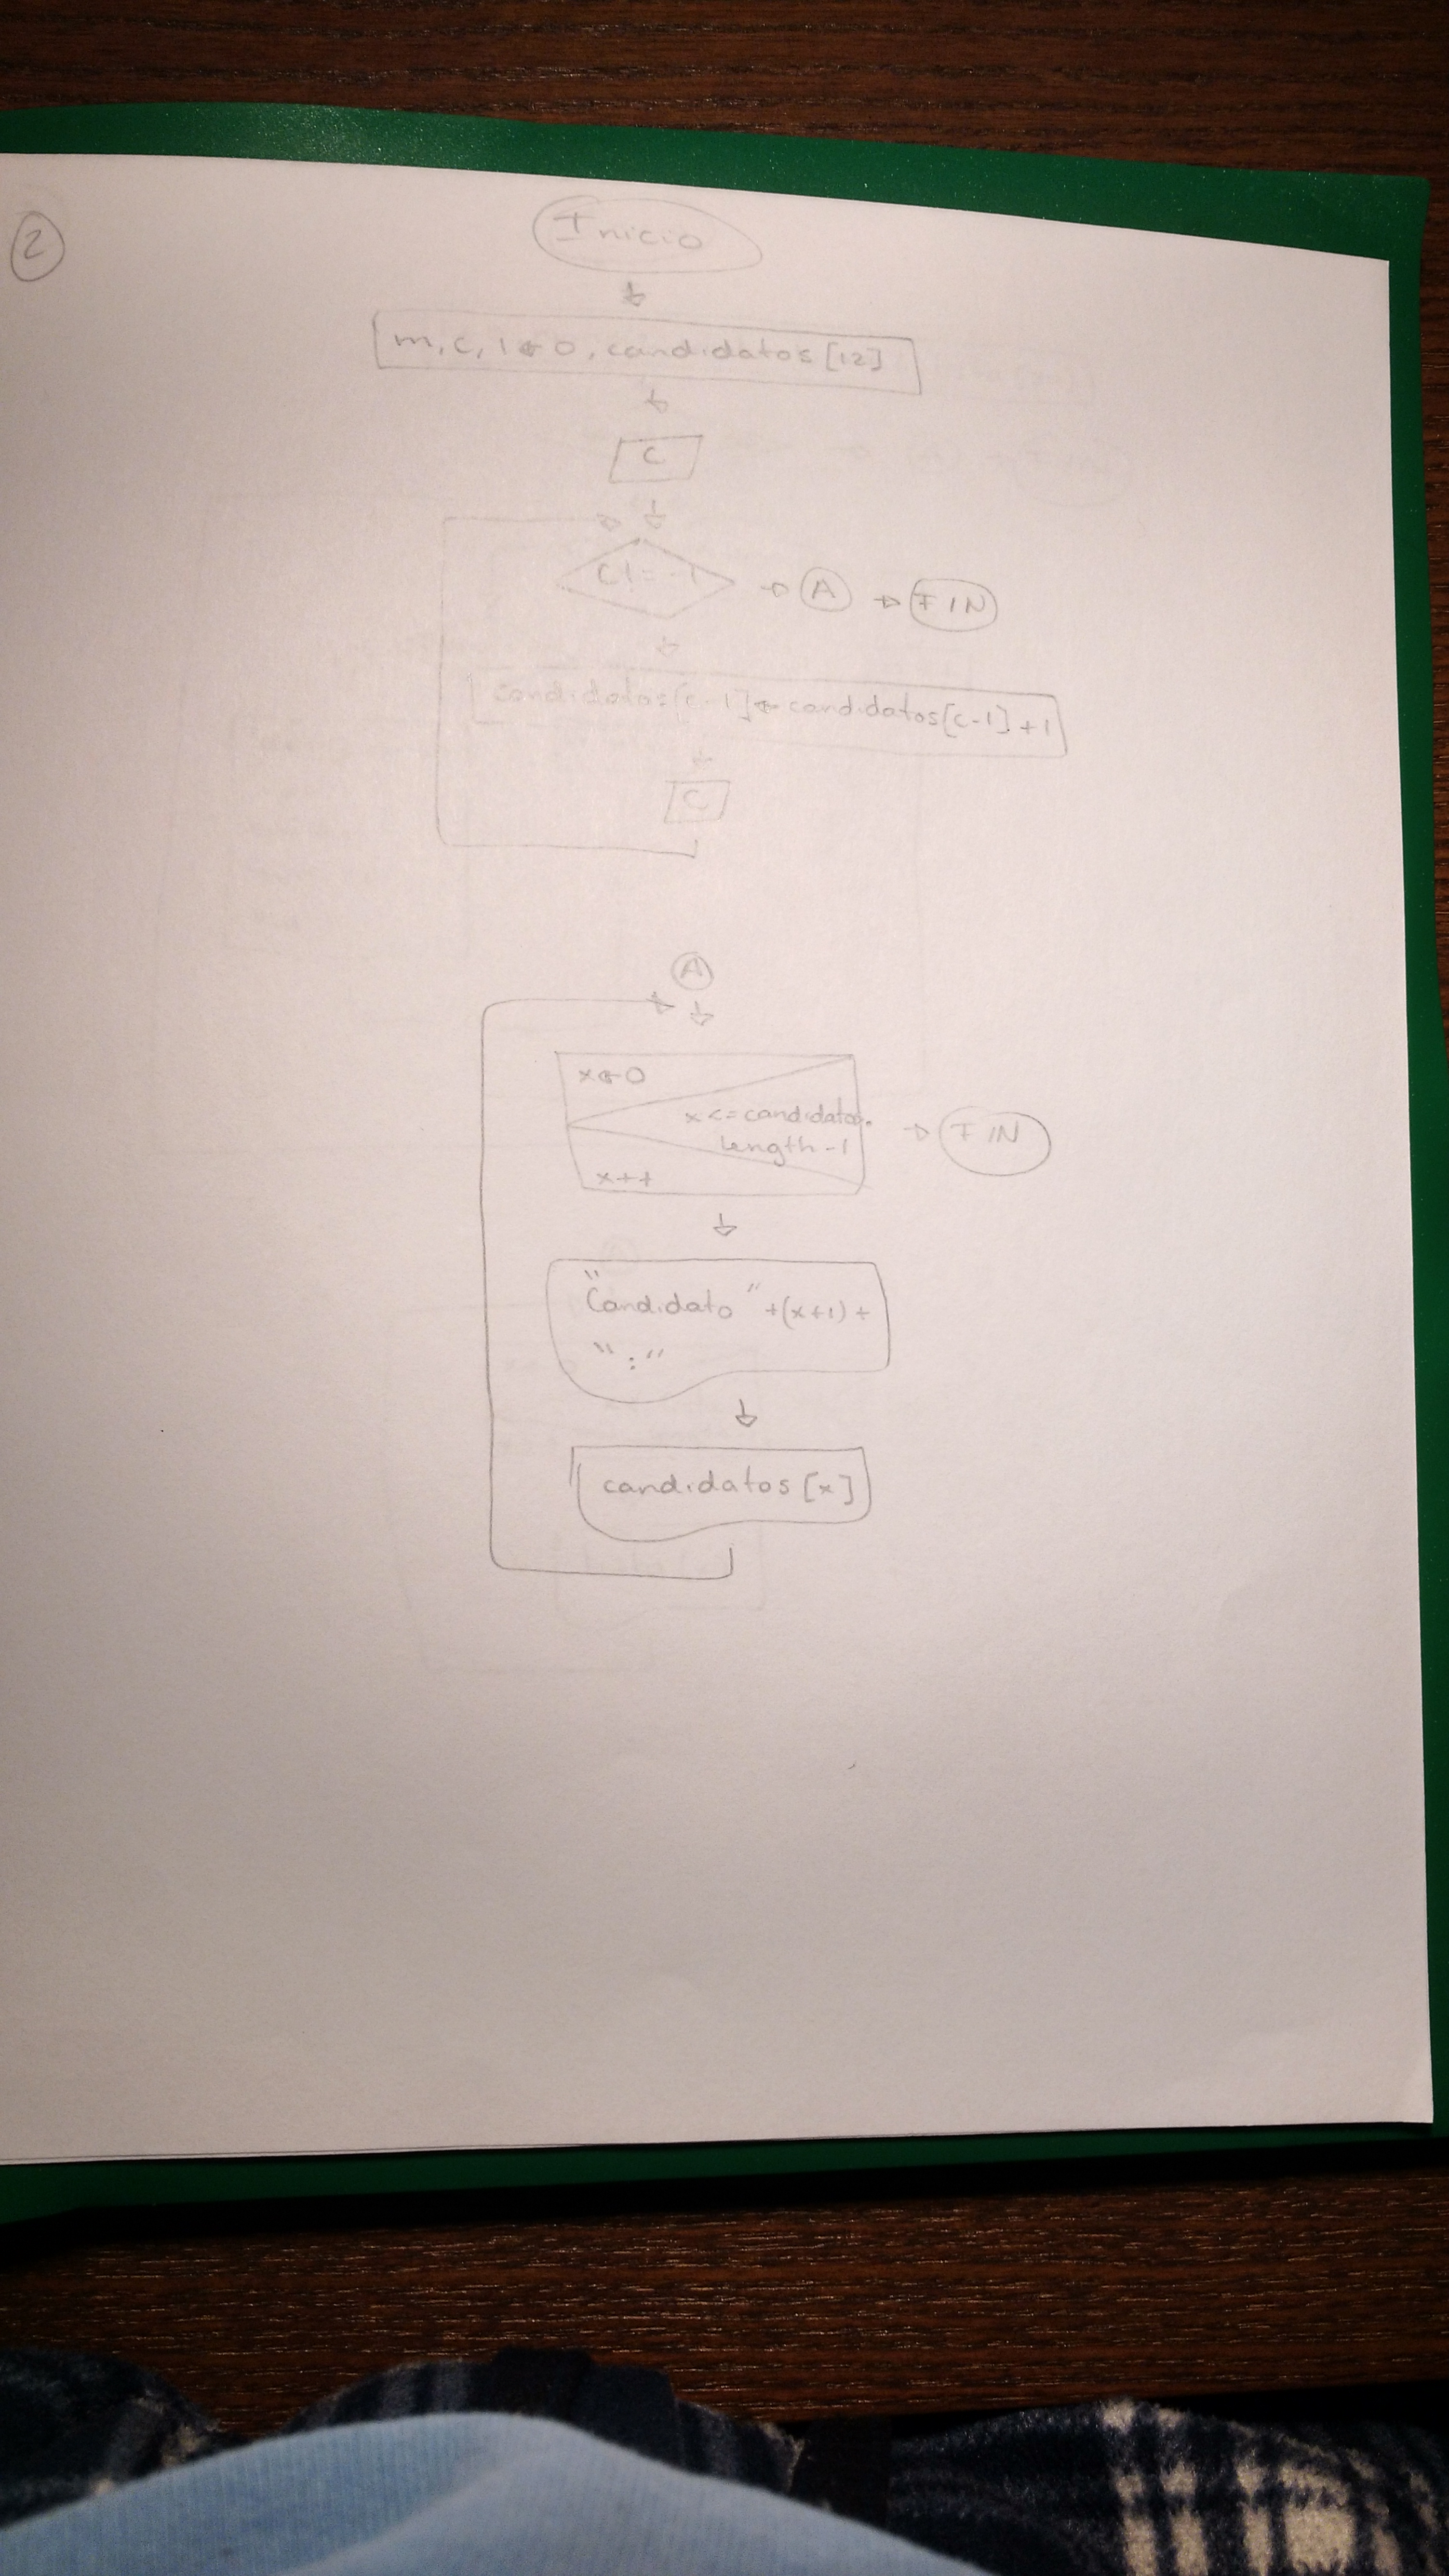 2
Inicio
m, c, i ← 0, candidatos [12]
c
c != -1
A
FIN
candidatos[c-1] ← candidatos[c-1] + 1
c
A
x ← 0
x <= candidatos.
length - 1
x++
FIN
"Candidato " + (x+1) +
" : "
candidatos [x]